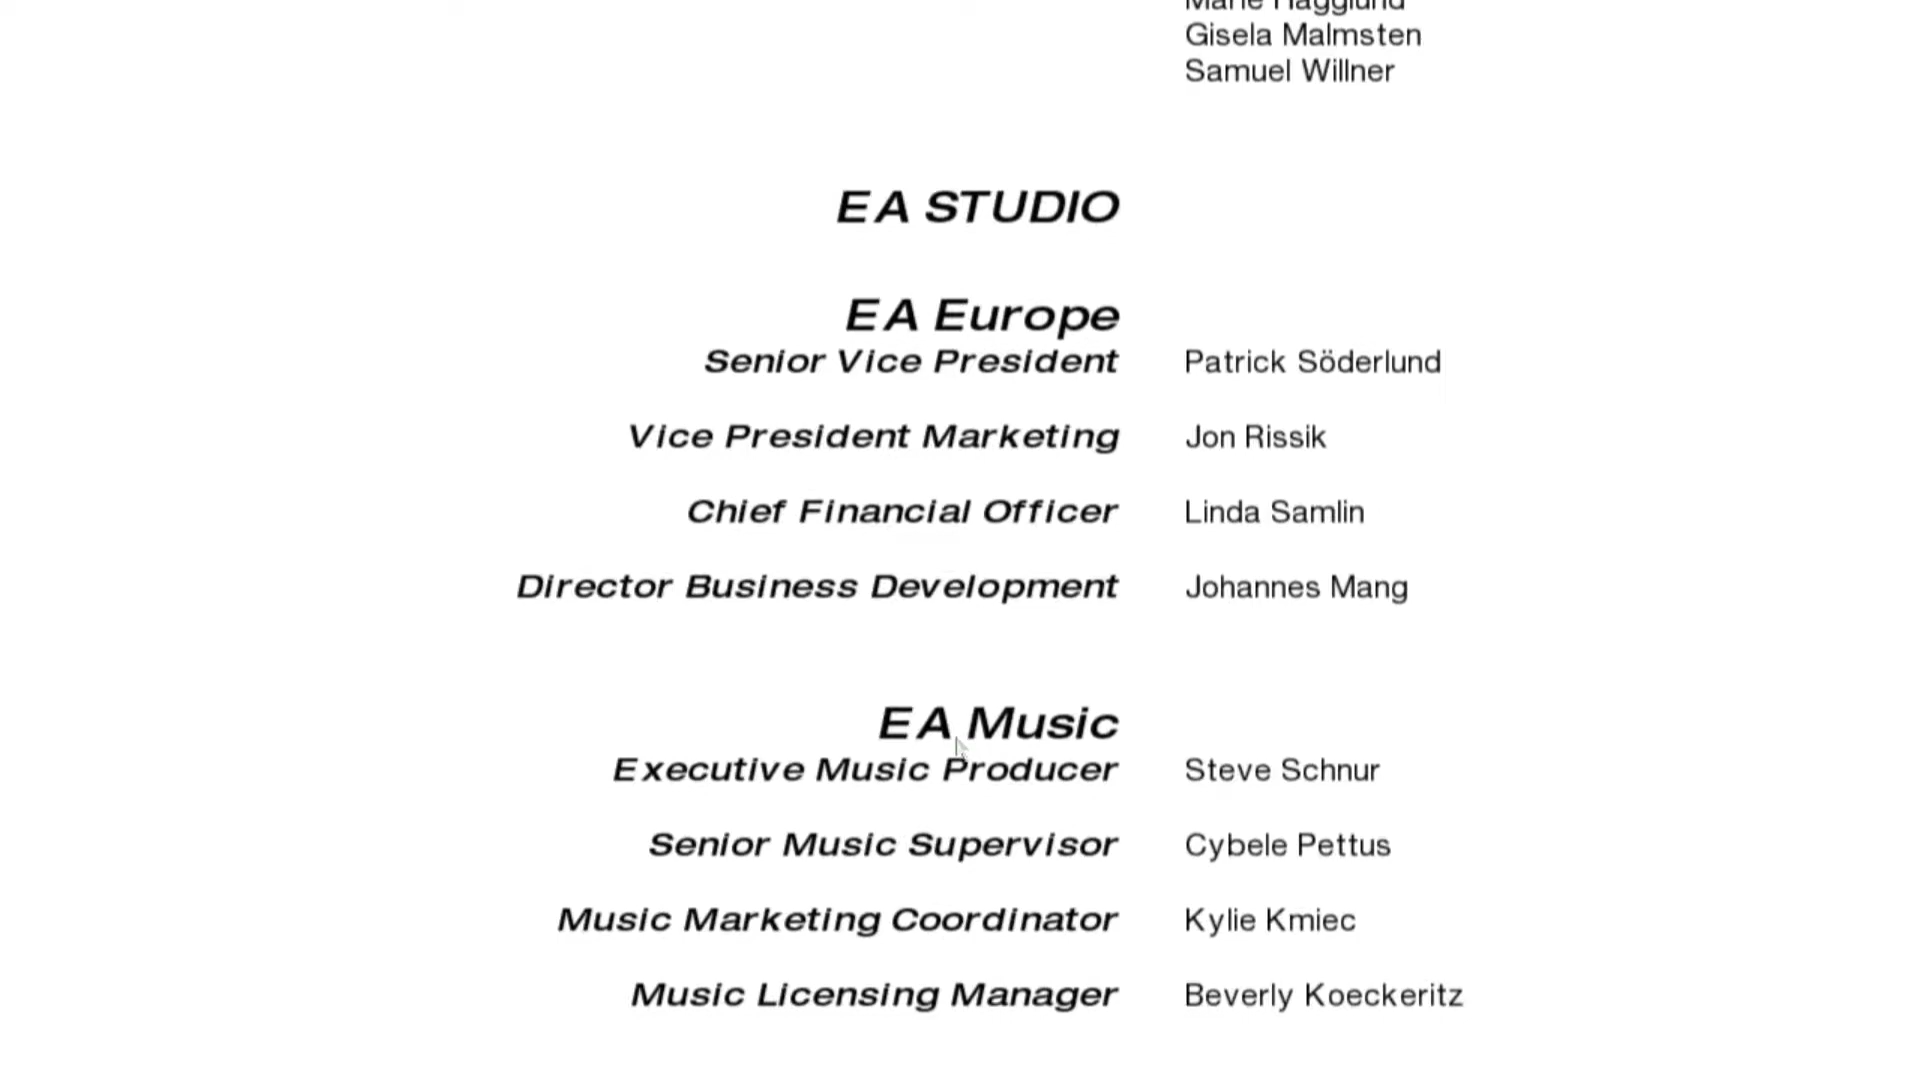 Marie Hägglund
Gisela Malmsten
Samuel Willner
EA STUDIO
EA Europe
Senior Vice President Patrick Söderlund
Vice President Marketing Jon Rissik
Chief Financial Officer Linda Samlin
Director Business Development Johannes Mang
EA Music
Executive Music Producer Steve Schnur
Senior Music Supervisor Cybele Pettus
Music Marketing Coordinator Kylie Kmiec
Music Licensing Manager Beverly Koeckeritz